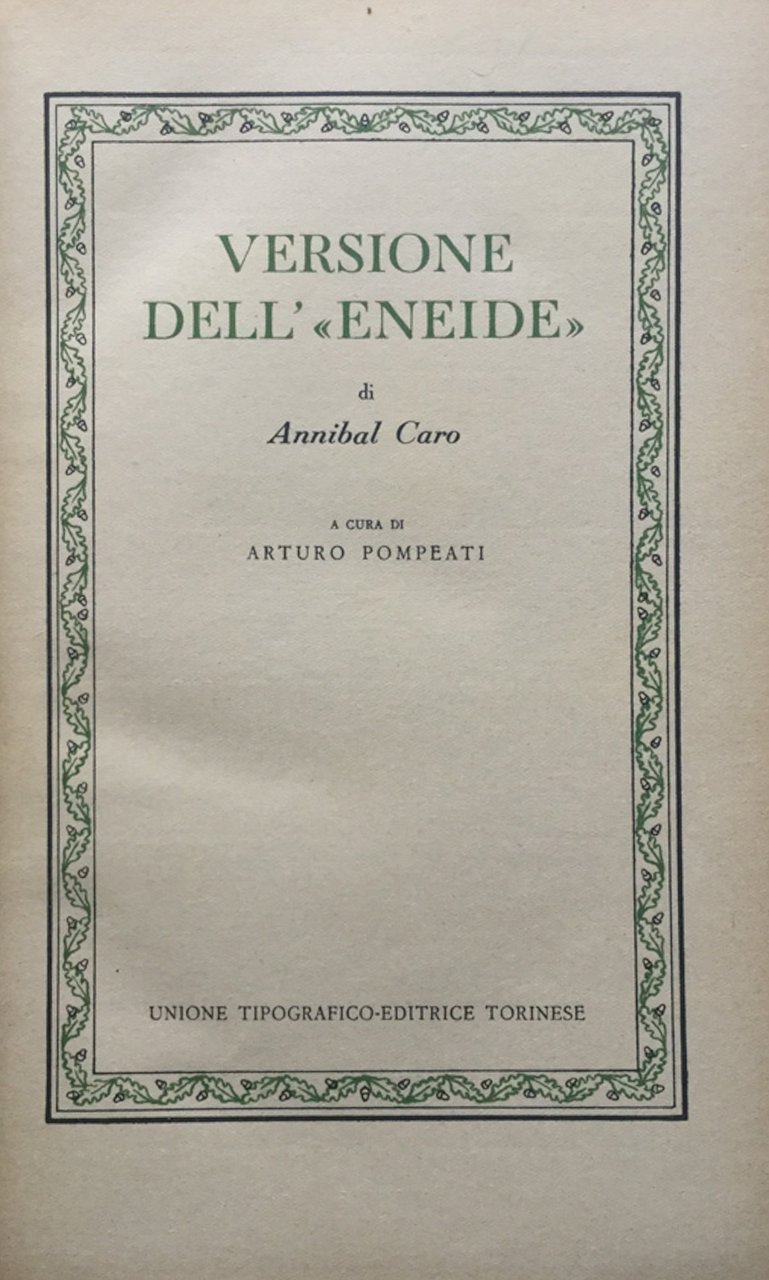 VERSIONE
DELL' «ENEIDE»
di
Annibal Caro
A CURA DI
ARTURO POMPEATI
UNIONE TIPOGRAFICO-EDITRICE TORINESE